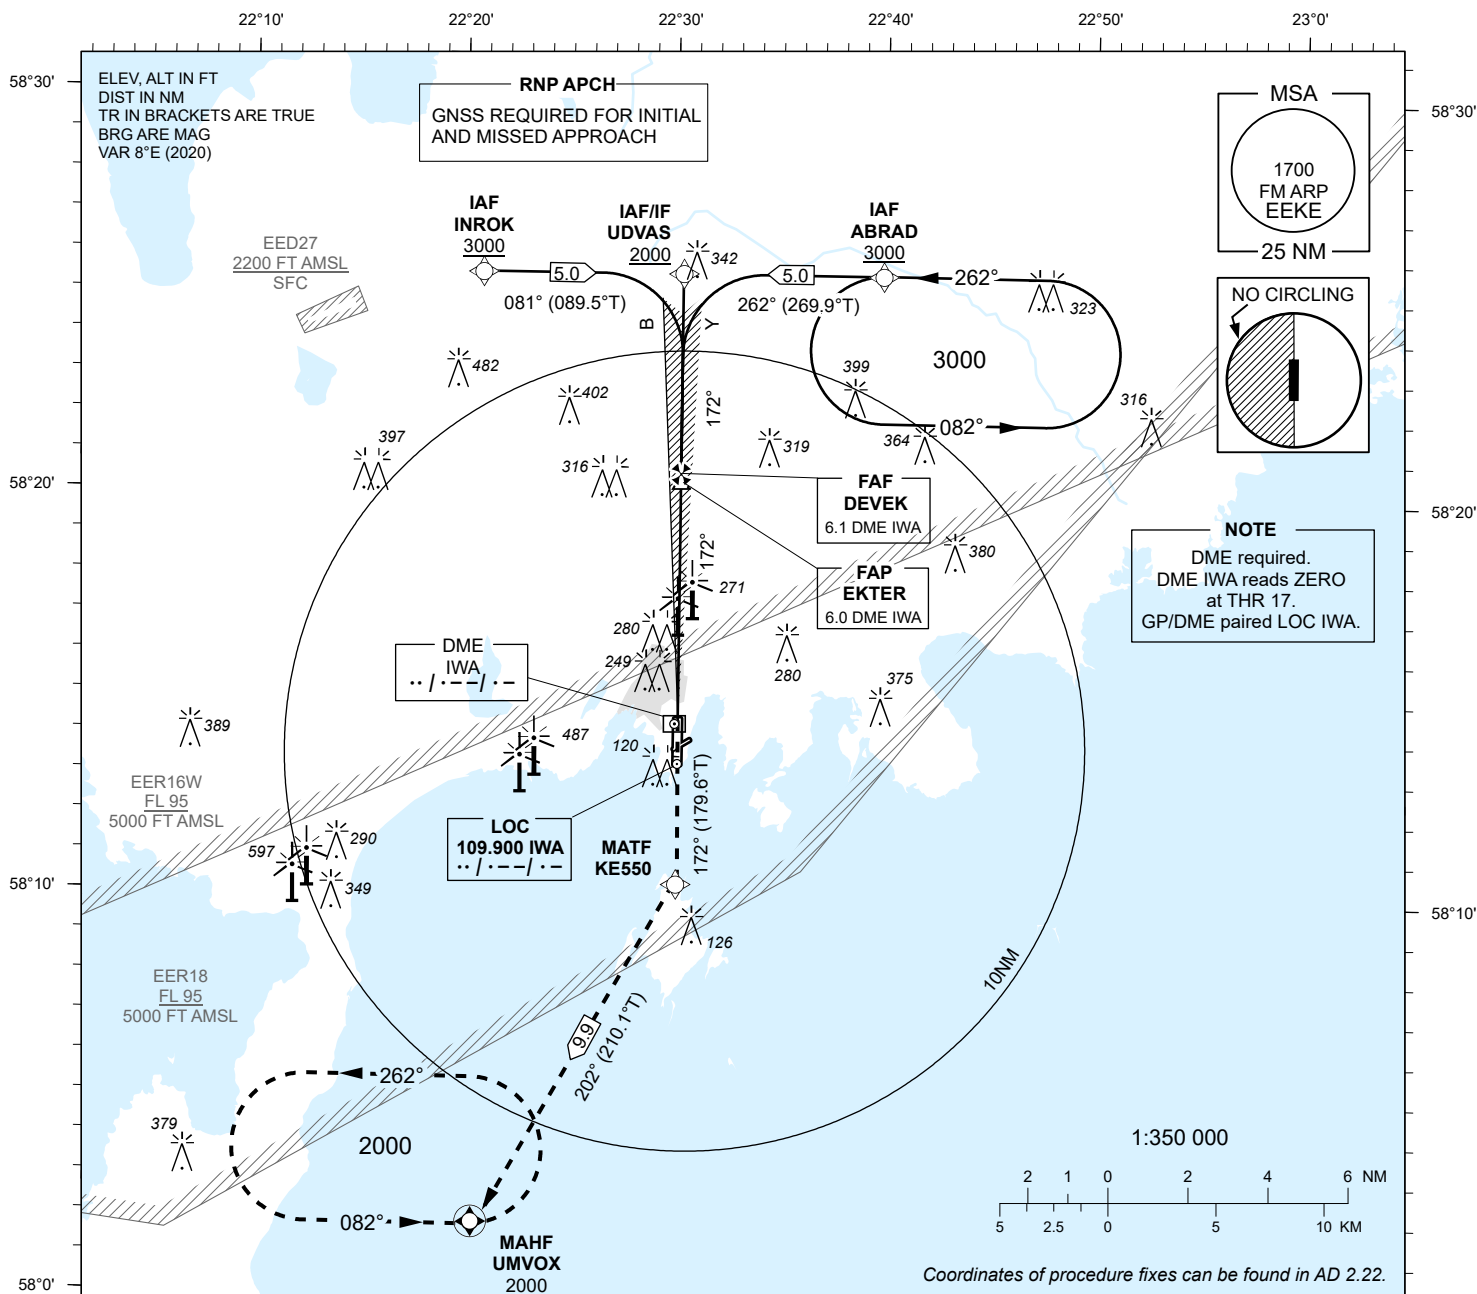 22°10'
22°20'
22°30'
22°40'
22°50'
23°0'
58°30'
58°30'
ELEV, ALT IN FT
DIST IN NM
TR IN BRACKETS ARE TRUE
BRG ARE MAG
VAR 8°E (2020)
RNP APCH
GNSS REQUIRED FOR INITIAL
AND MISSED APPROACH
MSA
1700
FM ARP
EEKE
25 NM
NO CIRCLING
IAF
INROK
3000
IAF/IF
UDVAS
2000
IAF
ABRAD
3000
342
EED27
2200 FT AMSL
SFC
5.0
081° (089.5°T)
5.0
262° (269.9°T)
262°
323
B
Y
3000
482
402
399
172°
082°
316
364
397
319
316
58°20'
58°20'
FAF
DEVEK
6.1 DME IWA
NOTE
DME required.
DME IWA reads ZERO
at THR 17.
GP/DME paired LOC IWA.
380
172°
271
FAP
EKTER
6.0 DME IWA
280
249
280
DME
IWA
·· / ·–– / ·–
375
389
487
120
EER16W
FL 95
5000 FT AMSL
172° (179.6°T)
LOC
109.900 IWA
·· / ·–– / ·–
MATF
KE550
597
290
349
58°10'
58°10'
126
10NM
EER18
FL 95
5000 FT AMSL
9.9
202° (210.1°T)
262°
379
2000
082°
MAHF
UMVOX
2000
1:350 000
2 1 0 2 4 6 NM
5 2.5 0 5 10 KM
58°0'
Coordinates of procedure fixes can be found in AD 2.22.